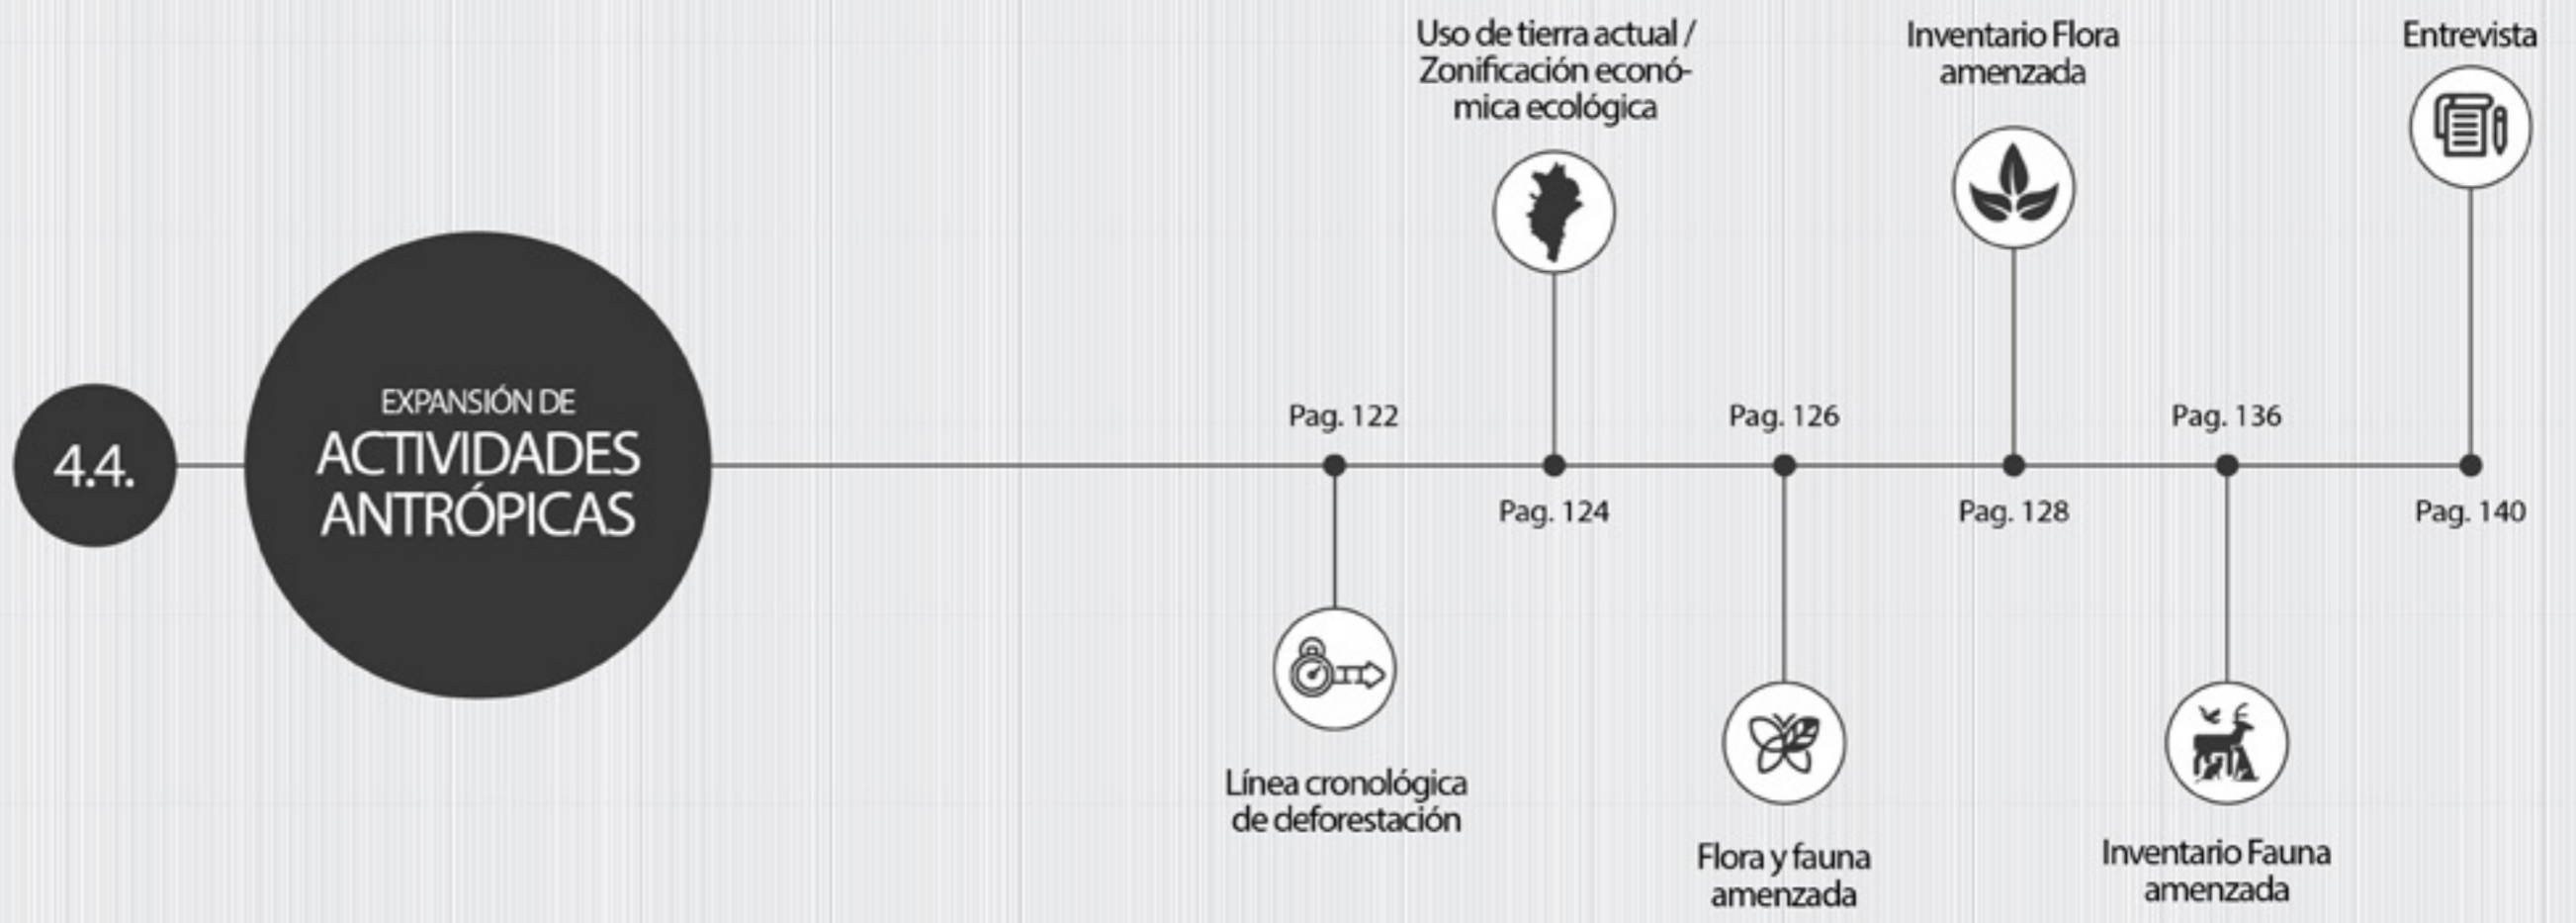 4.4.
EXPANSIÓN DE
ACTIVIDADES
ANTRÓPICAS
Pag. 122
Línea cronológica
de deforestación
Uso de tierra actual /
Zonificación econó-
mica ecológica
Pag. 124
Pag. 126
Flora y fauna
amenzada
Inventario Flora
amenzada
Pag. 128
Pag. 136
Inventario Fauna
amenzada
Entrevista
Pag. 140